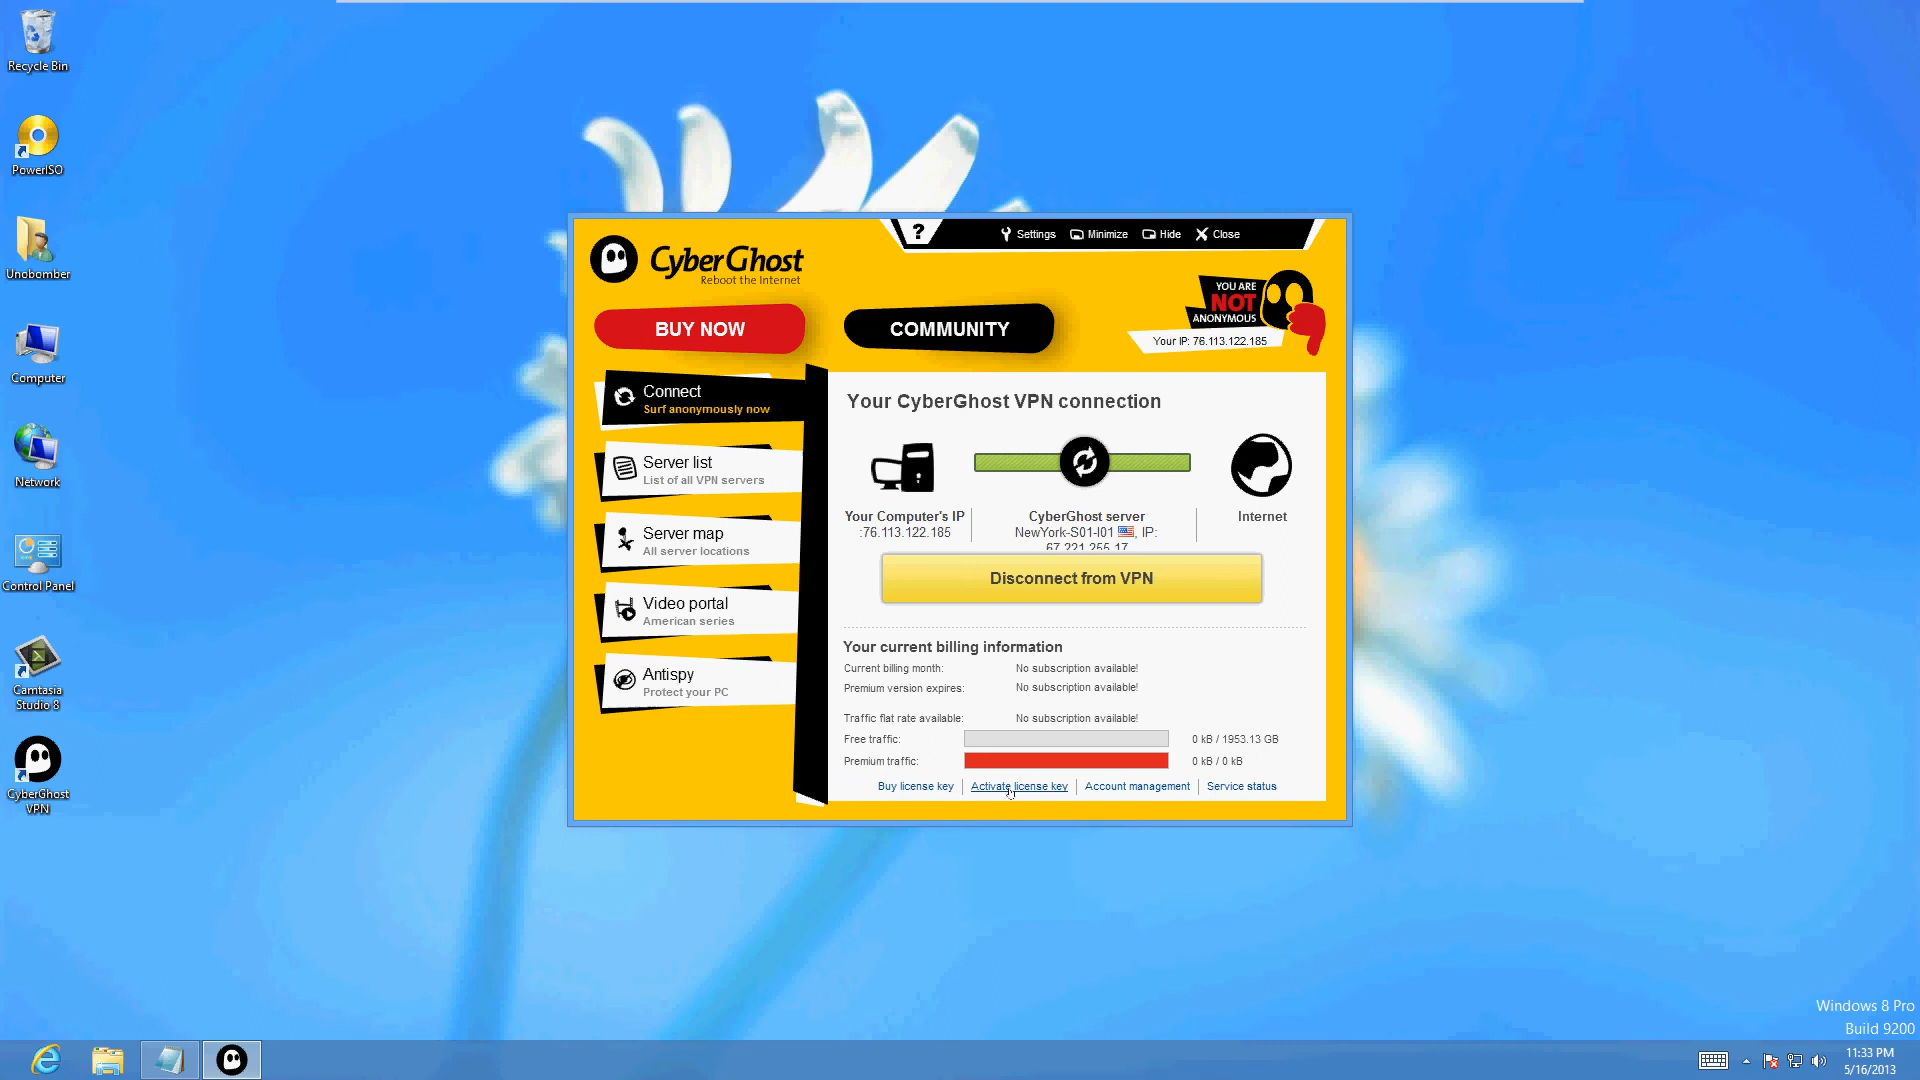 Recycle Bin
PowerISO
Unobomber
Computer
Network
Control Panel
Camtasia
Studio 8
CyberGhost
VPN
CyberGhost
Reboot the Internet
?
Settings
Minimize
Hide
Close
YOU ARE
NOT
ANONYMOUS
Your IP: 76.113.122.185
BUY NOW
COMMUNITY
Connect
Surf anonymously now
Server list
List of all VPN servers
Server map
All server locations
Video portal
American series
Antispy
Protect your PC
Your CyberGhost VPN connection
Your Computer's IP
:76.113.122.185
CyberGhost server
NewYork-S01-I01 , IP:
67.221.255.17
Internet
Disconnect from VPN
Your current billing information
Current billing month: No subscription available!
Premium version expires: No subscription available!
Traffic flat rate available: No subscription available!
Free traffic: 0 kB / 1953.13 GB
Premium traffic: 0 kB / 0 kB
Buy license key
Activate license key
Account management
Service status
Windows 8 Pro
Build 9200
11:33 PM
5/16/2013